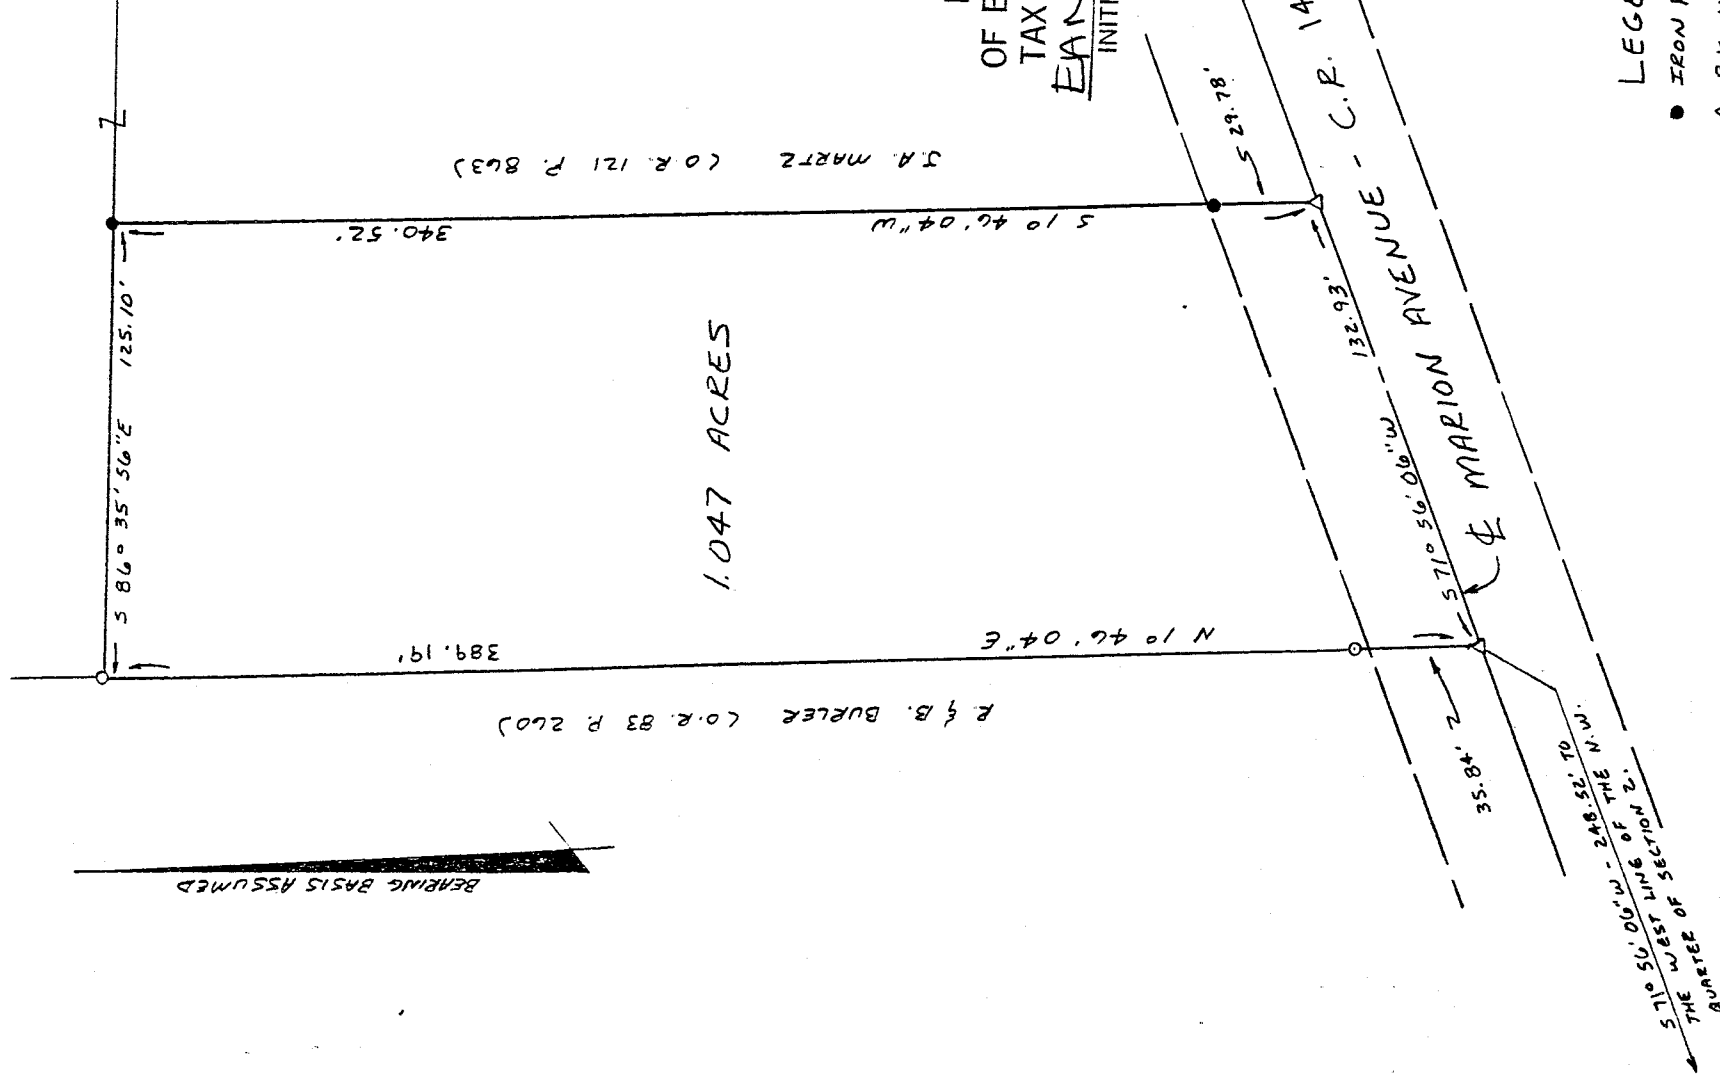 S 86° 35' 56"E 125.10'
J.A. MARTZ (O.R. 121 P. 863)
340.52'
S 1° 46' 04"W
S 29.78'
1.047 ACRES
389.19'
N 1° 46' 04"E
R. & B. BURLER (O.R. 83 P. 260)
BEARING BASIS ASSUMED
S 71° 56' 06"W
132.93'
℄ MARION AVENUE - C.R. 14
35.84'
S 71° 56' 06"W - 248.52' TO
THE WEST LINE OF THE N.W.
QUARTER OF SECTION 2.
OF E
TAX
EAN
INIT
LEGE
IRON